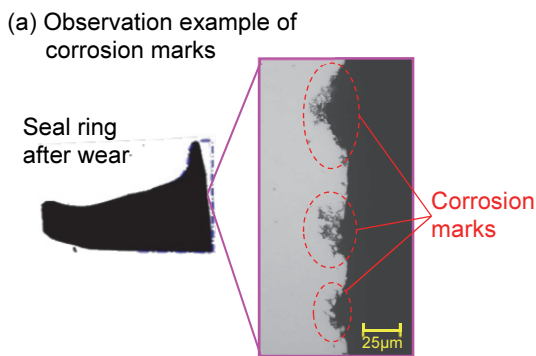 (a) Observation example of
corrosion marks
Seal ring
after wear
Corrosion
marks
25µm